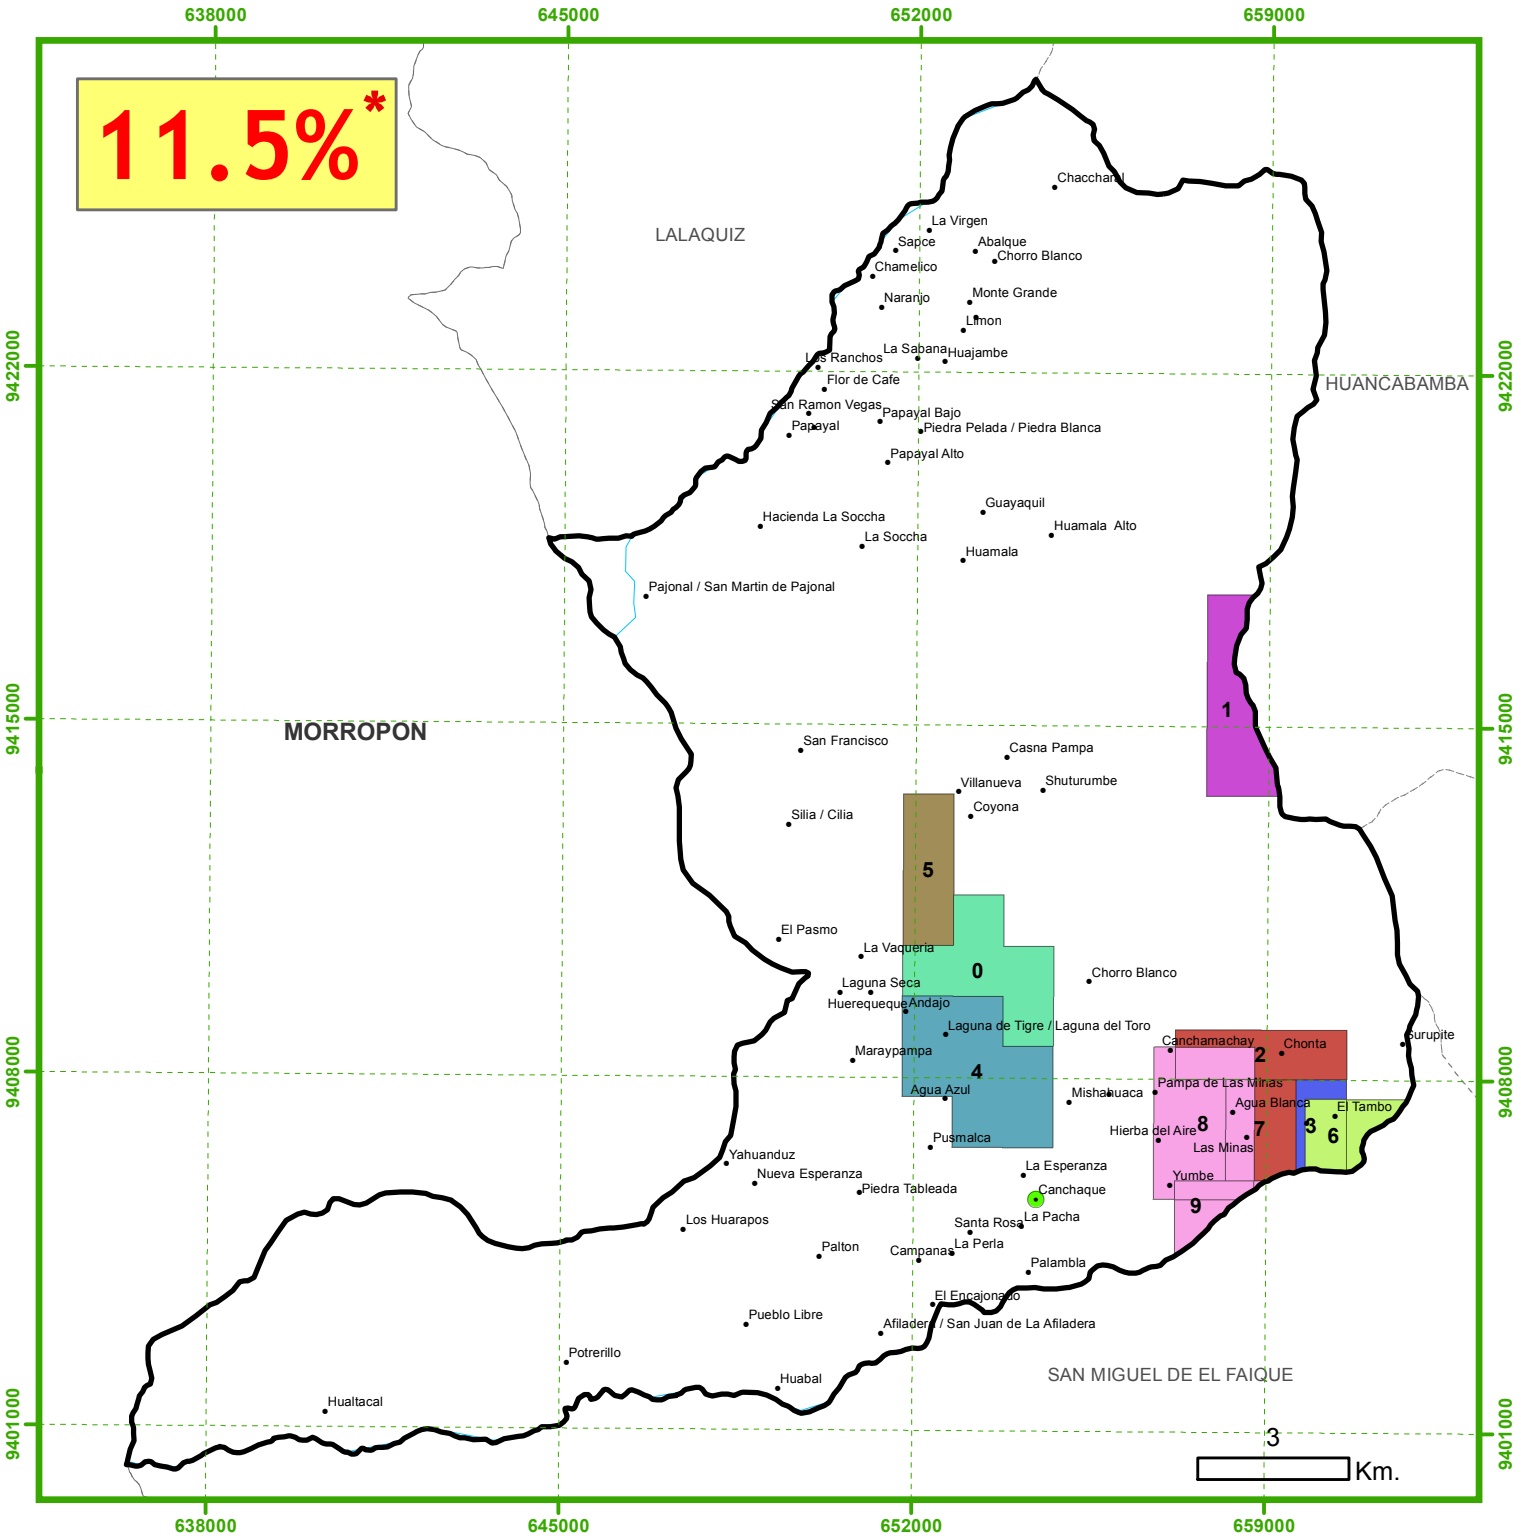 638000
645000
652000
659000
11.5%*
Chaccharal
La Virgen
LALAQUIZ
Sapce
Abalque
Chorro Blanco
Chamelico
Monte Grande
Naranjo
Limon
9422000
La Sabana
Huajambe
Los Ranchos
9422000
Flor de Cafe
HUANCABAMBA
San Ramon Vegas
Papayal Bajo
Papayal
Piedra Pelada / Piedra Blanca
Papayal Alto
Guayaquil
Hacienda La Soccha
Huamala Alto
La Soccha
Huamala
Pajonal / San Martin de Pajonal
1
9415000
MORROPON
9415000
San Francisco
Casna Pampa
Villanueva
Shuturumbe
Silia / Cilia
Coyona
5
El Pasmo
La Vaqueria
0
Chorro Blanco
Laguna Seca
Huerequeque
Andajo
Laguna de Tigre / Laguna del Toro
Surupite
Canchamachay
Chonta
2
Maraypampa
4
9408000
9408000
Agua Azul
Mishahuaca
Pampa de Las Minas
Agua Blanca
El Tambo
8
7
3
6
Hierba del Aire
Pusmalca
Las Minas
Yahuanduz
La Esperanza
Nueva Esperanza
Yumbe
Piedra Tableada
Canchaque
9
Los Huarapos
Santa Rosa
La Pacha
Palton
Campanas
La Perla
Palambla
El Encajonado
Pueblo Libre
Afiladera / San Juan de La Afiladera
Potrerillo
SAN MIGUEL DE EL FAIQUE
Huabal
Hualtacal
9401000
9401000
3
Km.
638000
645000
652000
659000